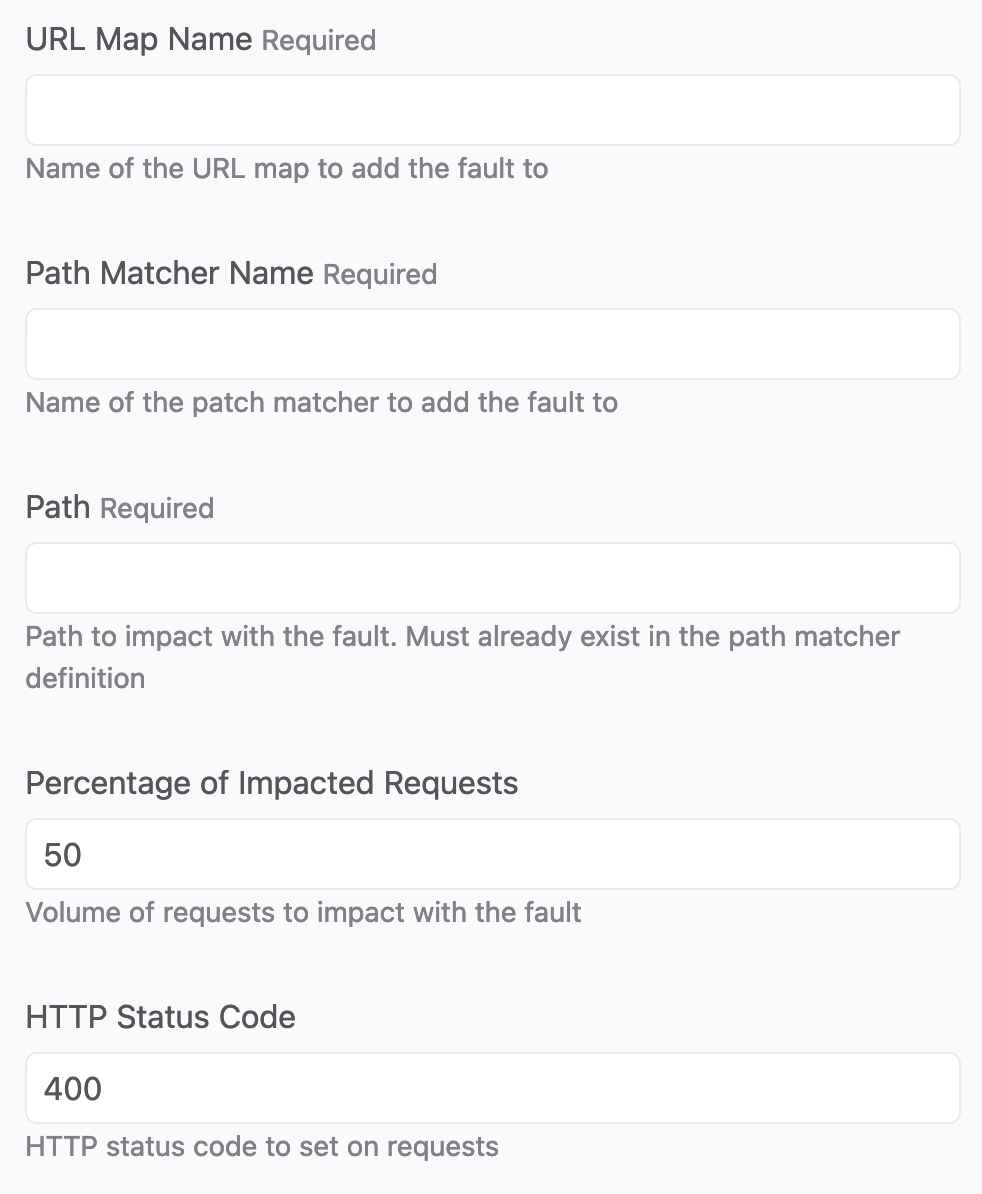 URL Map Name Required
Name of the URL map to add the fault to
Path Matcher Name Required
Name of the patch matcher to add the fault to
Path Required
Path to impact with the fault. Must already exist in the path matcher
definition
Percentage of Impacted Requests
50
Volume of requests to impact with the fault
HTTP Status Code
400
HTTP status code to set on requests